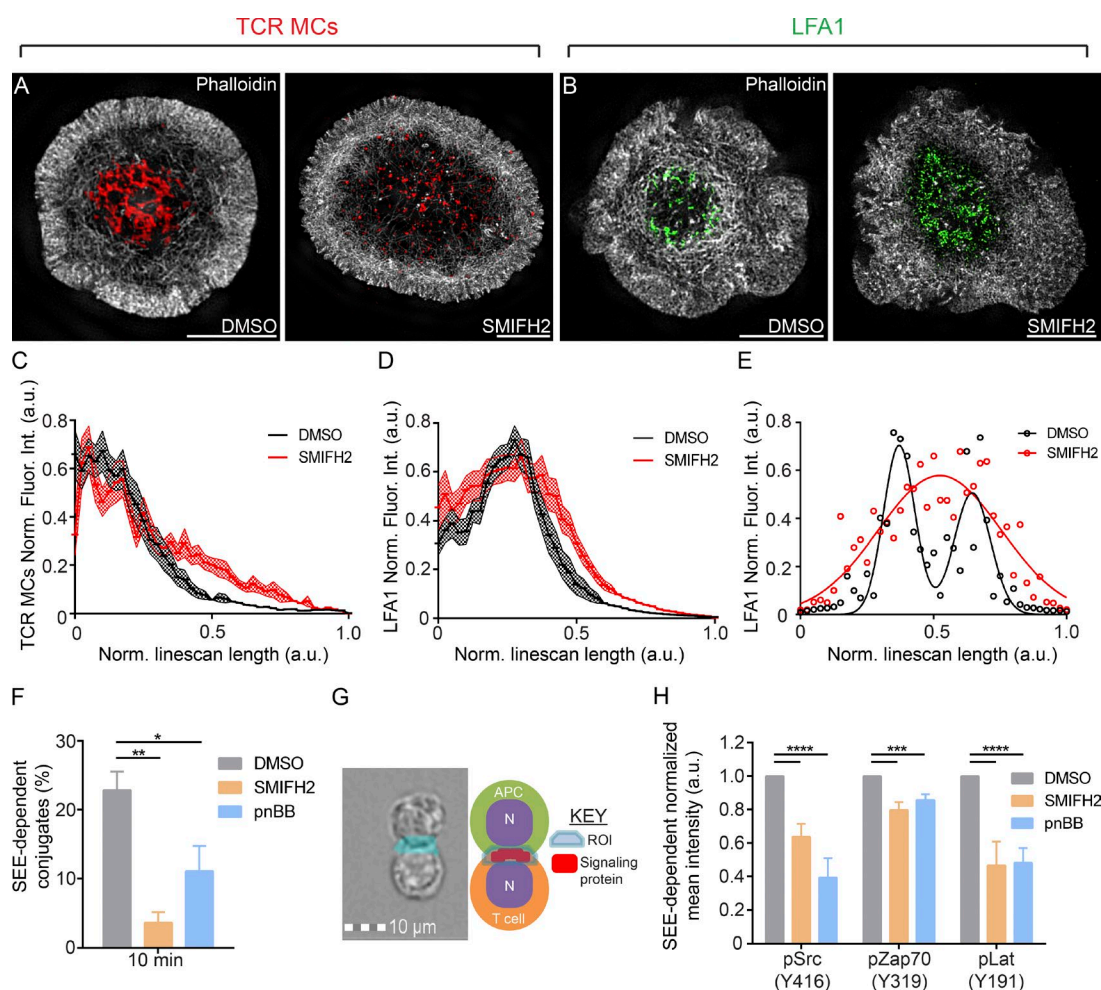 TCR MCs
LFA1
A
Phalloidin
DMSO
SMIFH2
B
Phalloidin
DMSO
SMIFH2
C
TCR MCs Norm. Fluor. Int. (a.u.)
0.8
0.6
0.4
0.2
0
0
0.5
1.0
Norm. linescan length (a.u.)
DMSO
SMIFH2
D
LFA1 Norm. Fluor. Int. (a.u.)
0.8
0.6
0.4
0.2
0
0
0.5
1.0
Norm. linescan length (a.u.)
DMSO
SMIFH2
E
LFA1 Norm. Fluor. Int. (a.u.)
0.8
0.6
0.4
0.2
0
0
0.5
1.0
Norm. linescan length (a.u.)
DMSO
SMIFH2
F
SEE-dependent
conjugates (%)
30
20
10
0
*
**
10 min
DMSO
SMIFH2
pnBB
G
10 µm
APC
N
N
T cell
KEY
ROI
Signaling
protein
H
SEE-dependent normalized
mean intensity (a.u.)
1.2
1.0
0.8
0.6
0.4
0.2
0
****
***
****
DMSO
SMIFH2
pnBB
pSrc
(Y416)
pZap70
(Y319)
pLat
(Y191)